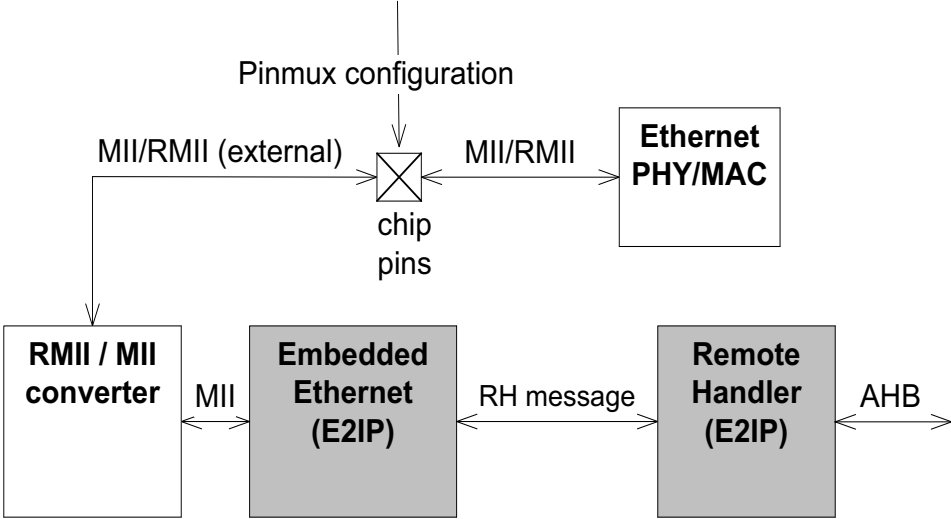 Pinmux configuration
MII/RMII (external)
MII/RMII
Ethernet
PHY/MAC
chip
pins
RMII / MII
converter
MII
Embedded
Ethernet
(E2IP)
RH message
Remote
Handler
(E2IP)
AHB